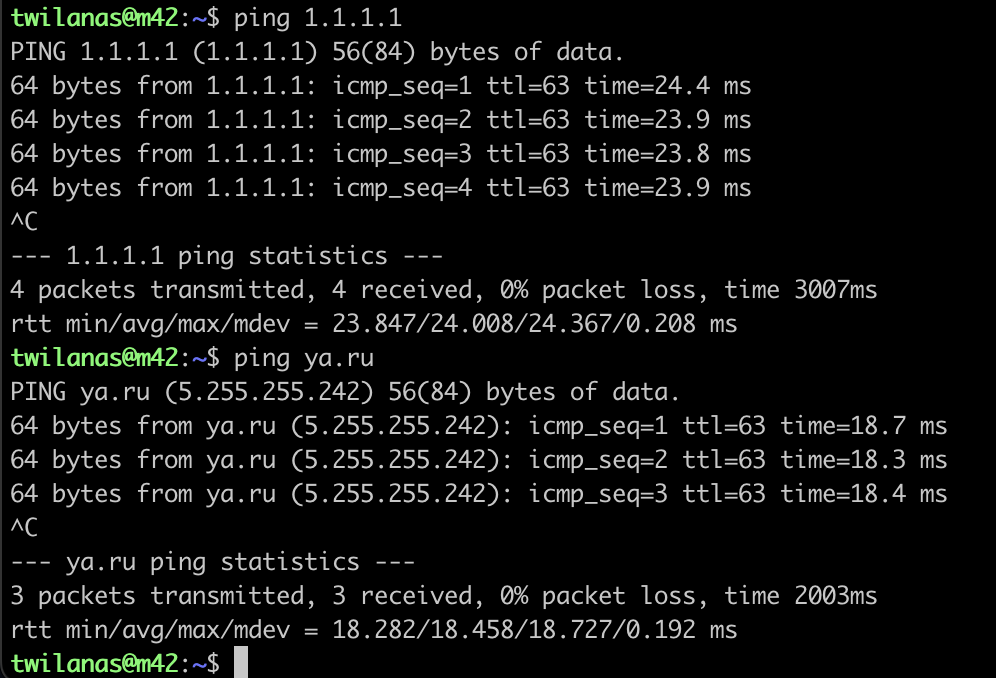 twilanas@m42:~$ ping 1.1.1.1
PING 1.1.1.1 (1.1.1.1) 56(84) bytes of data.
64 bytes from 1.1.1.1: icmp_seq=1 ttl=63 time=24.4 ms
64 bytes from 1.1.1.1: icmp_seq=2 ttl=63 time=23.9 ms
64 bytes from 1.1.1.1: icmp_seq=3 ttl=63 time=23.8 ms
64 bytes from 1.1.1.1: icmp_seq=4 ttl=63 time=23.9 ms
^C
--- 1.1.1.1 ping statistics ---
4 packets transmitted, 4 received, 0% packet loss, time 3007ms
rtt min/avg/max/mdev = 23.847/24.008/24.367/0.208 ms
twilanas@m42:~$ ping ya.ru
PING ya.ru (5.255.255.242) 56(84) bytes of data.
64 bytes from ya.ru (5.255.255.242): icmp_seq=1 ttl=63 time=18.7 ms
64 bytes from ya.ru (5.255.255.242): icmp_seq=2 ttl=63 time=18.3 ms
64 bytes from ya.ru (5.255.255.242): icmp_seq=3 ttl=63 time=18.4 ms
^C
--- ya.ru ping statistics ---
3 packets transmitted, 3 received, 0% packet loss, time 2003ms
rtt min/avg/max/mdev = 18.282/18.458/18.727/0.192 ms
twilanas@m42:~$